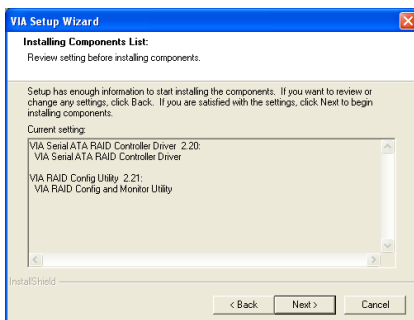 VIA Setup Wizard
Installing Components List:
Review setting before installing components.
Setup has enough information to start installing the components. If you want to review or
change any settings, click Back. If you are satisfied with the settings, click Next to begin
installing components.
Current setting:
VIA Serial ATA RAID Controller Driver 2.20:
VIA Serial ATA RAID Controller Driver
VIA RAID Config Utility 2.21:
VIA RAID Config and Monitor Utility
InstallShield
< Back Next > Cancel